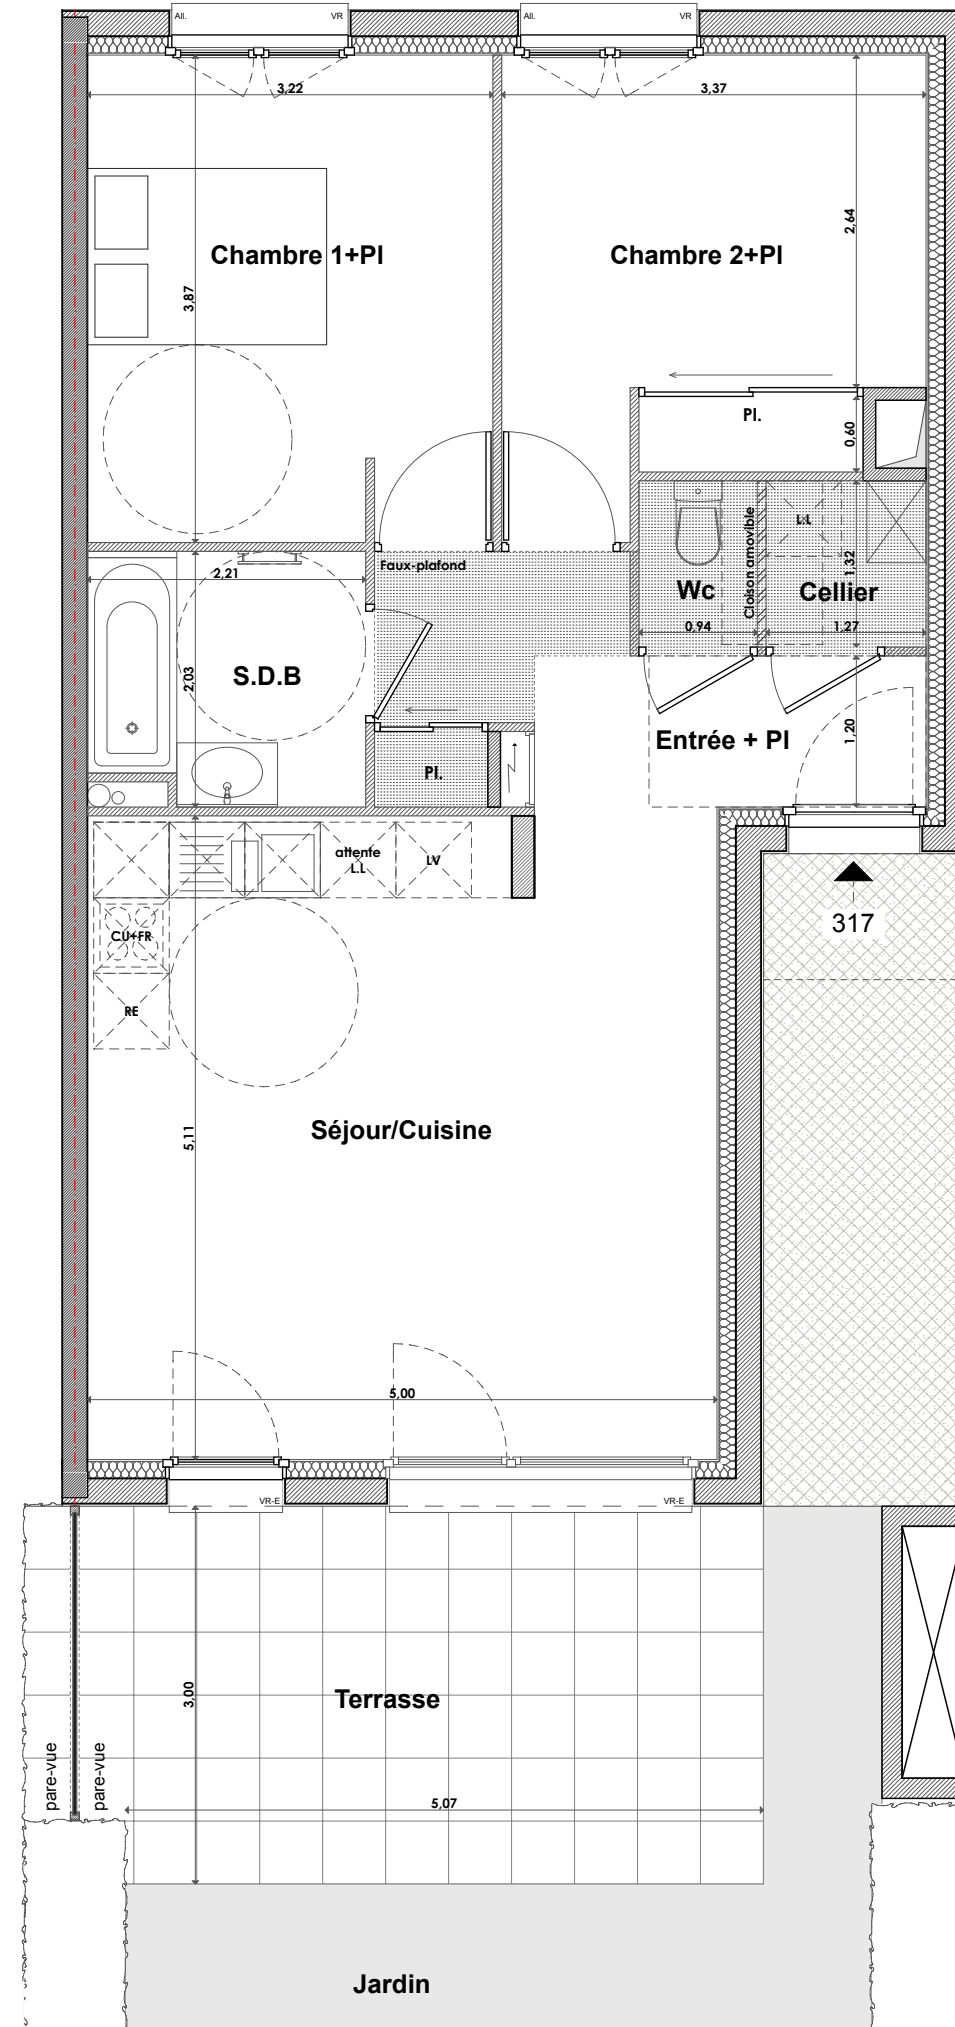 All.
VR
All.
VR
3,22
3,37
2,64
Chambre 1+Pl
Chambre 2+Pl
3,87
Pl.
0,60
L.L
Cloison amovible
1,32
Faux-plafond
2,21
Wc
Cellier
0,94
1,27
S.D.B
2,03
Entrée + Pl
1,20
Pl.
attente
L.L
LV
317
CU+FR
RE
Séjour/Cuisine
5,11
5,00
VR-E
VR-E
3,00
Terrasse
pare-vue
pare-vue
5,07
Jardin